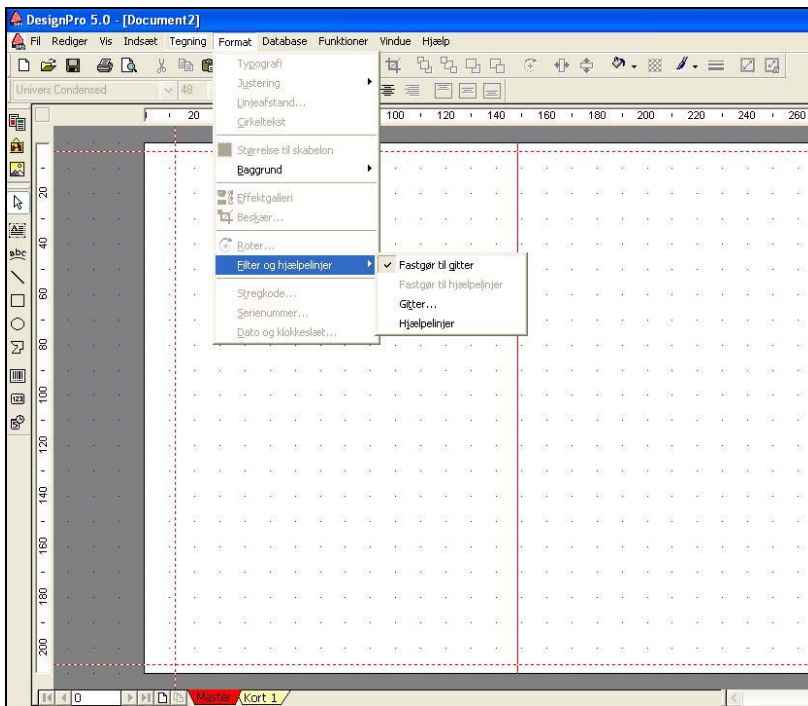 DesignPro 5.0 - [Document2]
Fil Rediger Vis Indsæt Tegning Format Database Funktioner Vindue Hjælp
Univers Condensed 48
20 100 120 140 160 180 200 220 240 260
Typografi
Justering
Linjeafstand...
Cirkeltekst
Størrelse til skabelon
Baggrund
Effektgalleri
Beskær...
Roter...
Filter og hjælpelinjer
Stregkode...
Serienummer...
Dato og klokkeslæt...
Fastgør til gitter
Fastgør til hjælpelinjer
Gitter...
Hjælpelinjer
abc
123
20
40
60
80
100
120
140
160
180
200
0 Master Kort 1